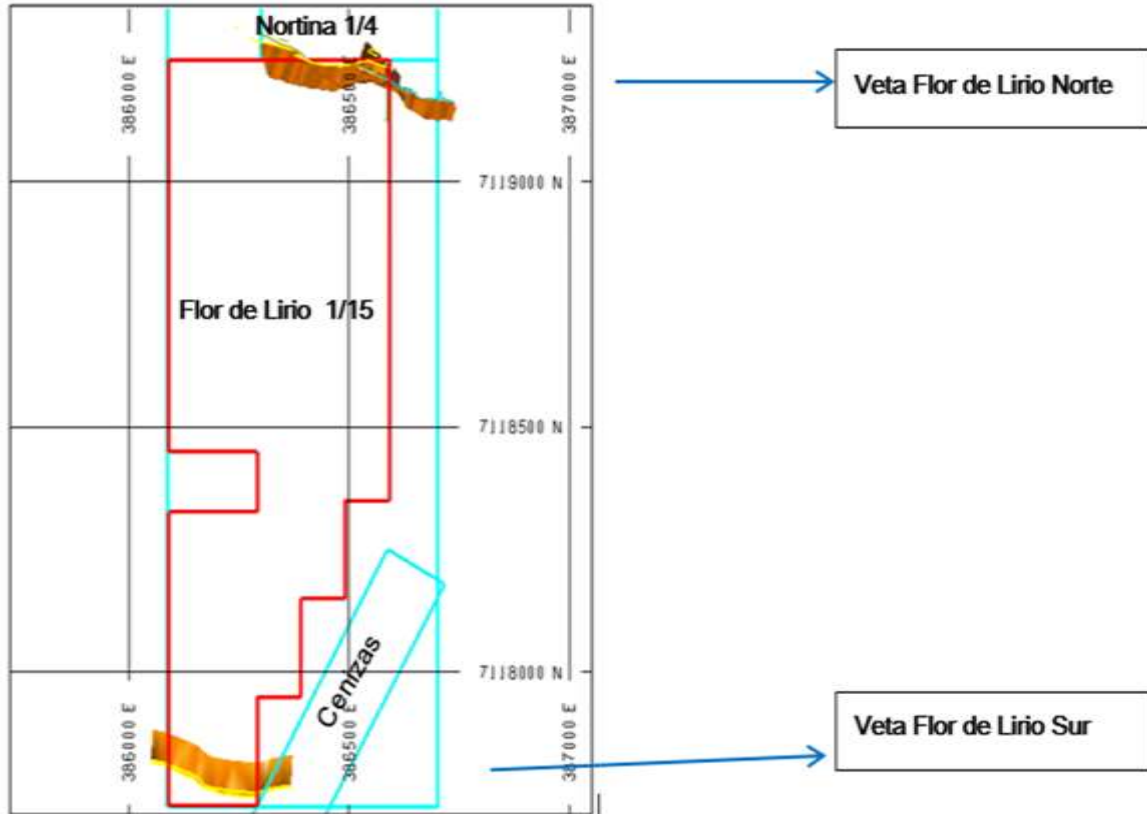 Nortina 1/4
386000 E
386500 E
387000 E
Veta Flor de Lirio Norte
7119000 N
Flor de Lirio 1/15
7118500 N
7118000 N
Cenizas
386000 E
386500 E
387000 E
Veta Flor de Lirio Sur